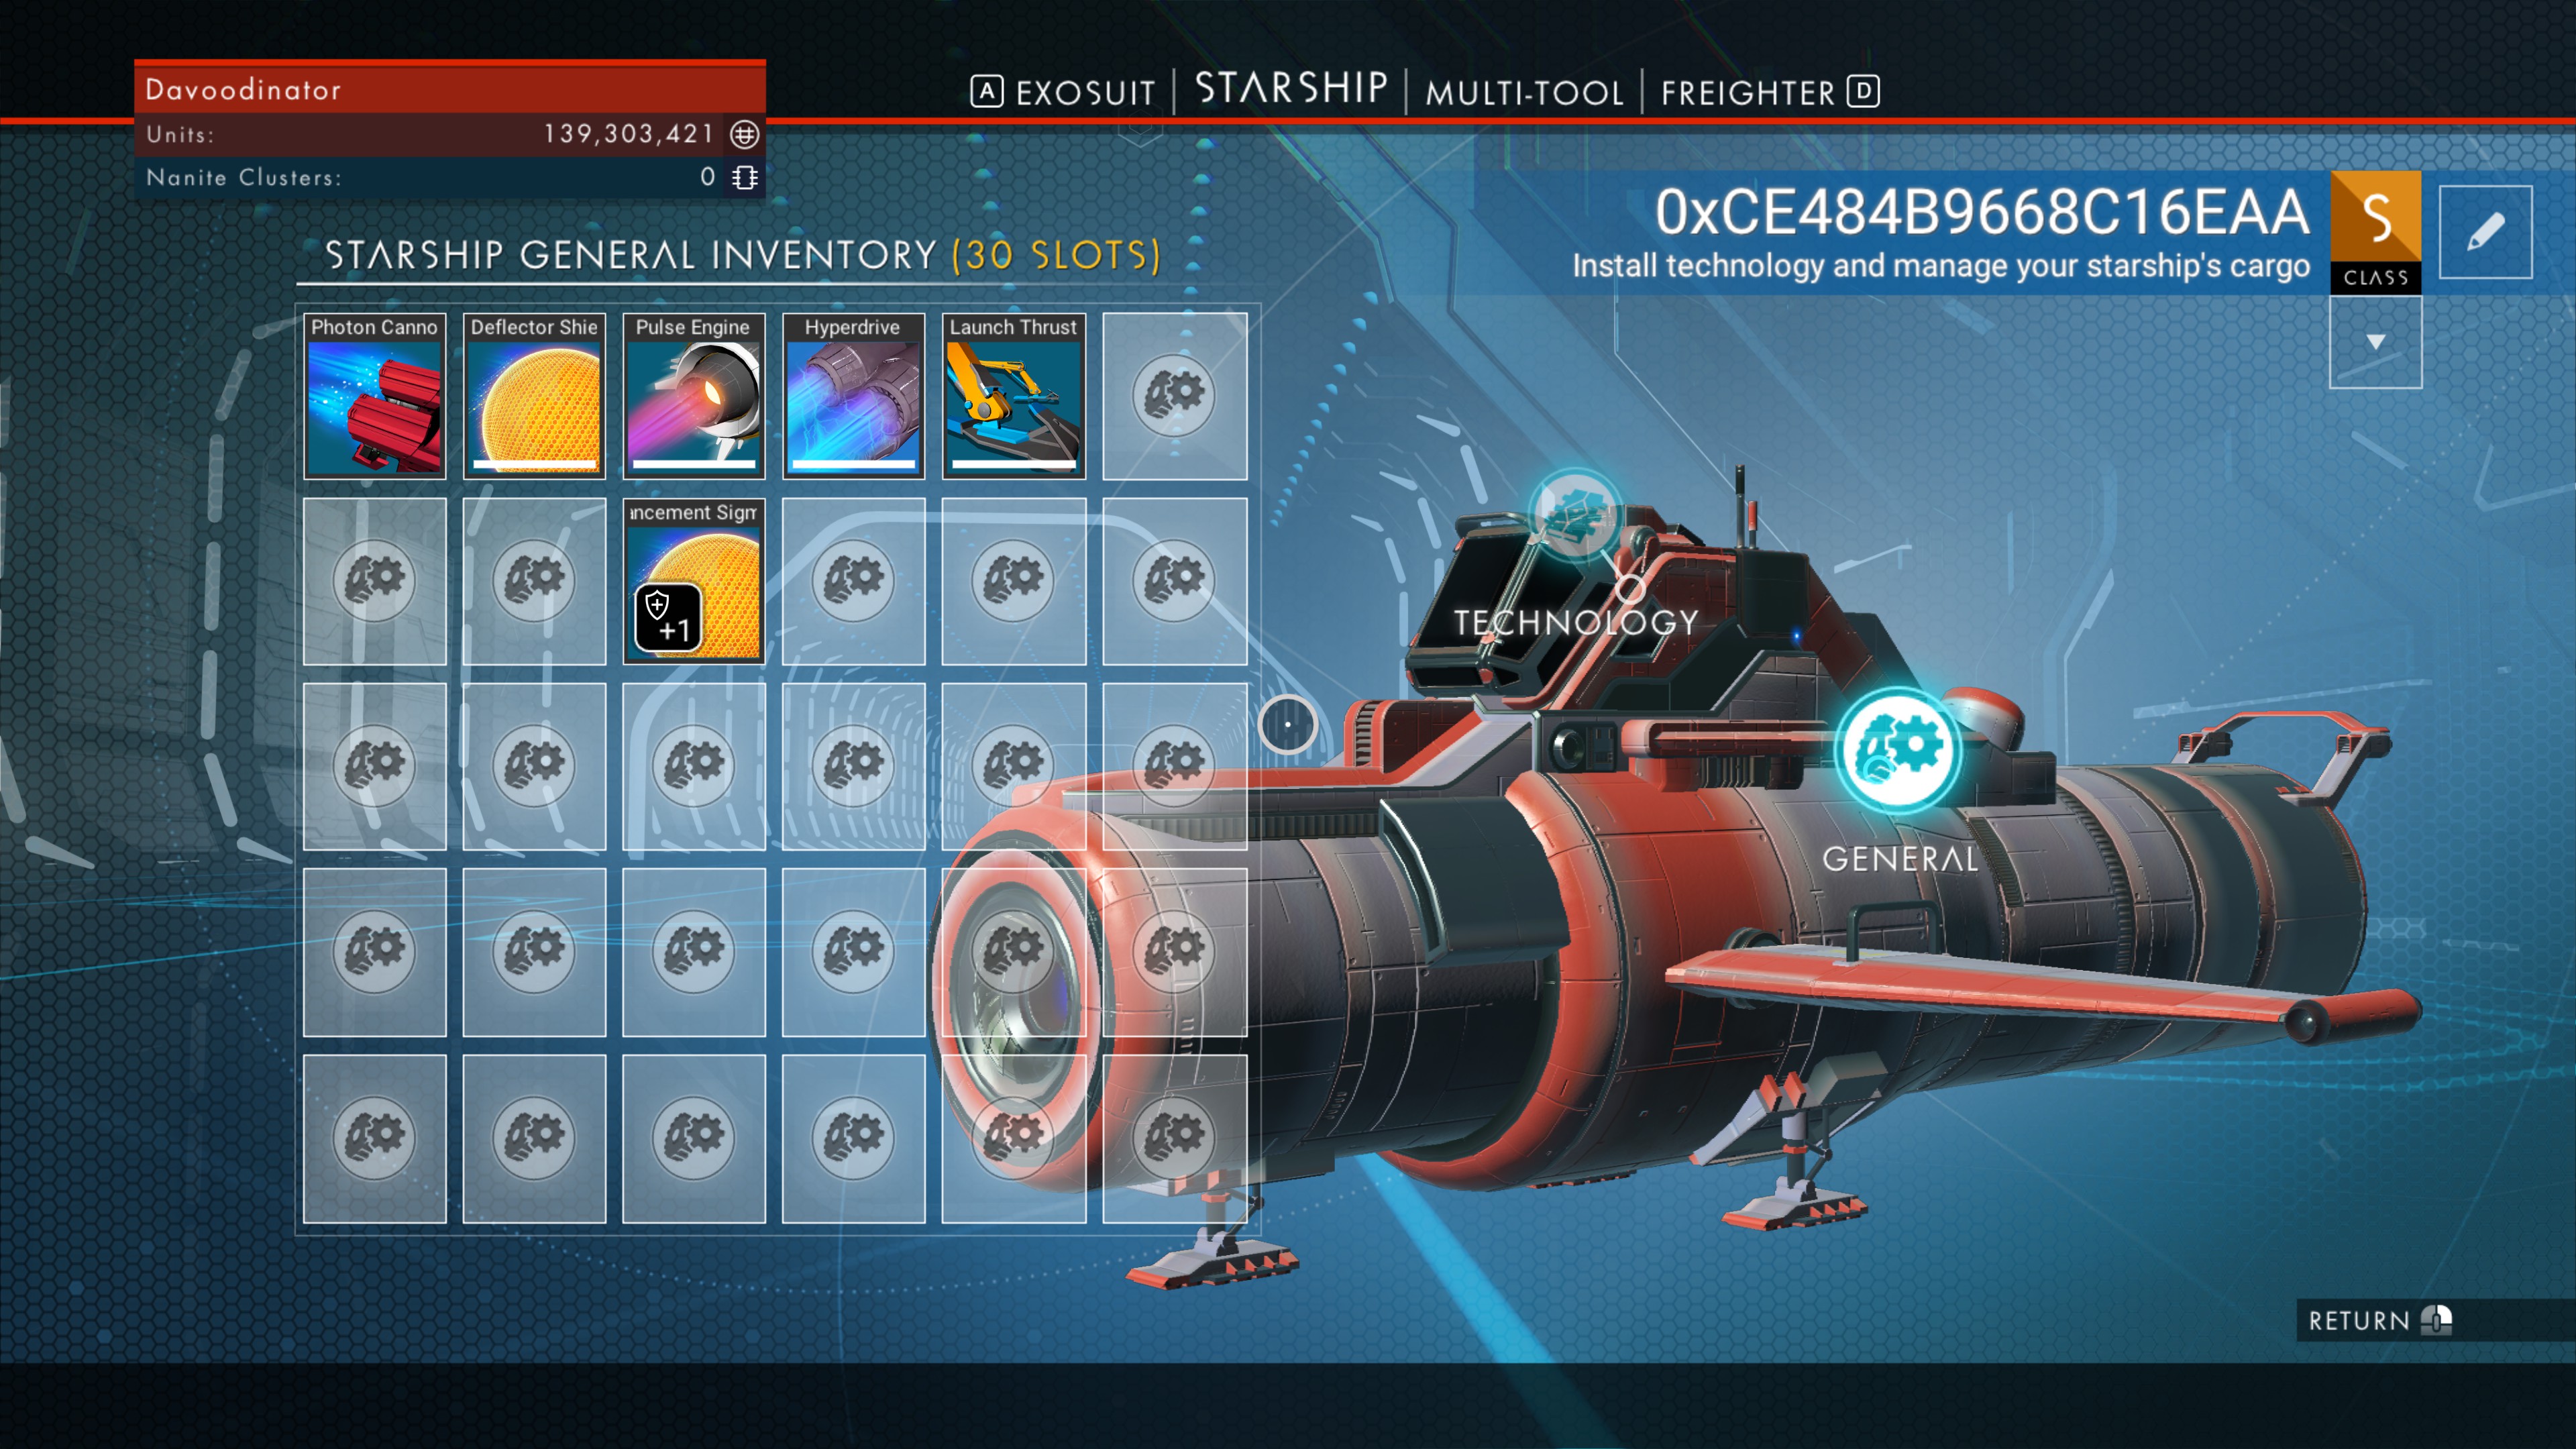 Davoodinator
Units: 139,303,421
Nanite Clusters: 0
A EXOSUIT STARSHIP MULTI-TOOL FREIGHTER D
0xCE484B9668C16EAA
Install technology and manage your starship's cargo
S
CLASS
STARSHIP GENERAL INVENTORY (30 SLOTS)
Photon Canno
Deflector Shie
Pulse Engine
Hyperdrive
Launch Thrust
ancement Sigm
+1
TECHNOLOGY
GENERAL
RETURN